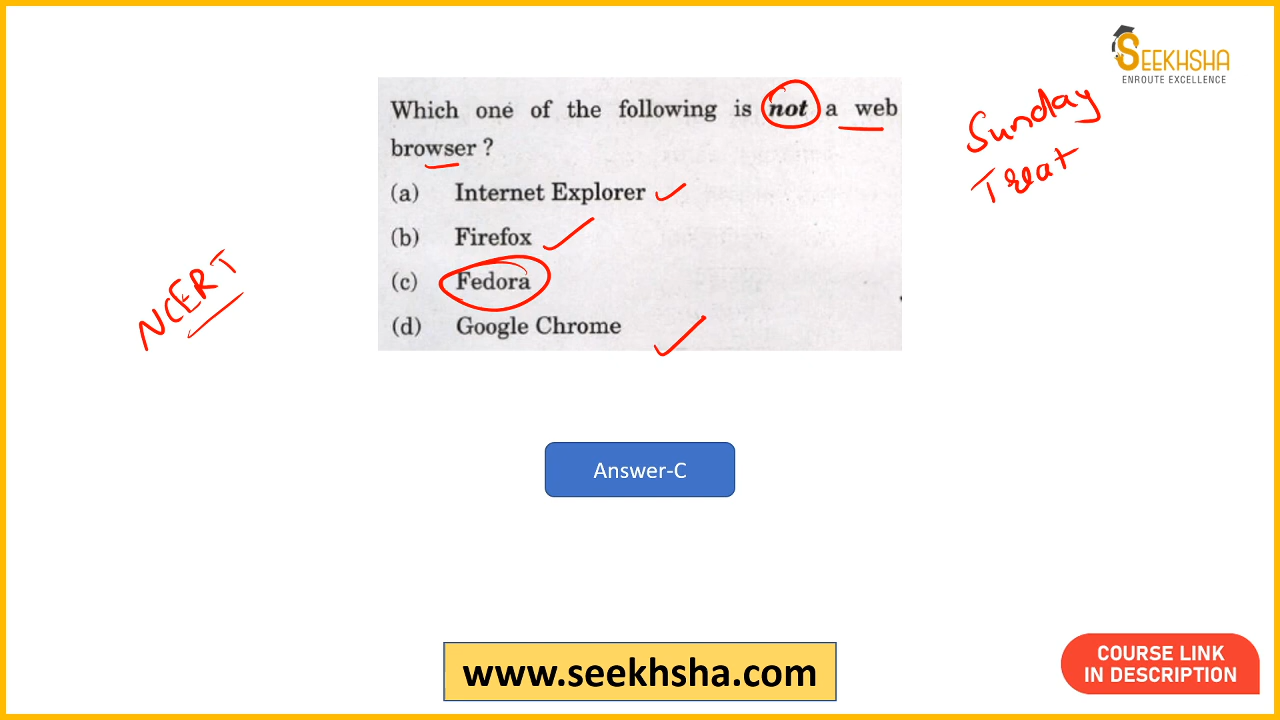 SEEKHSHA
ENROUTE EXCELLENCE
Sunday
Treat
Which one of the following is not a web
browser ?
(a) Internet Explorer
(b) Firefox
(c) Fedora
(d) Google Chrome
NCERT
Answer-C
www.seekhsha.com
COURSE LINK
IN DESCRIPTION